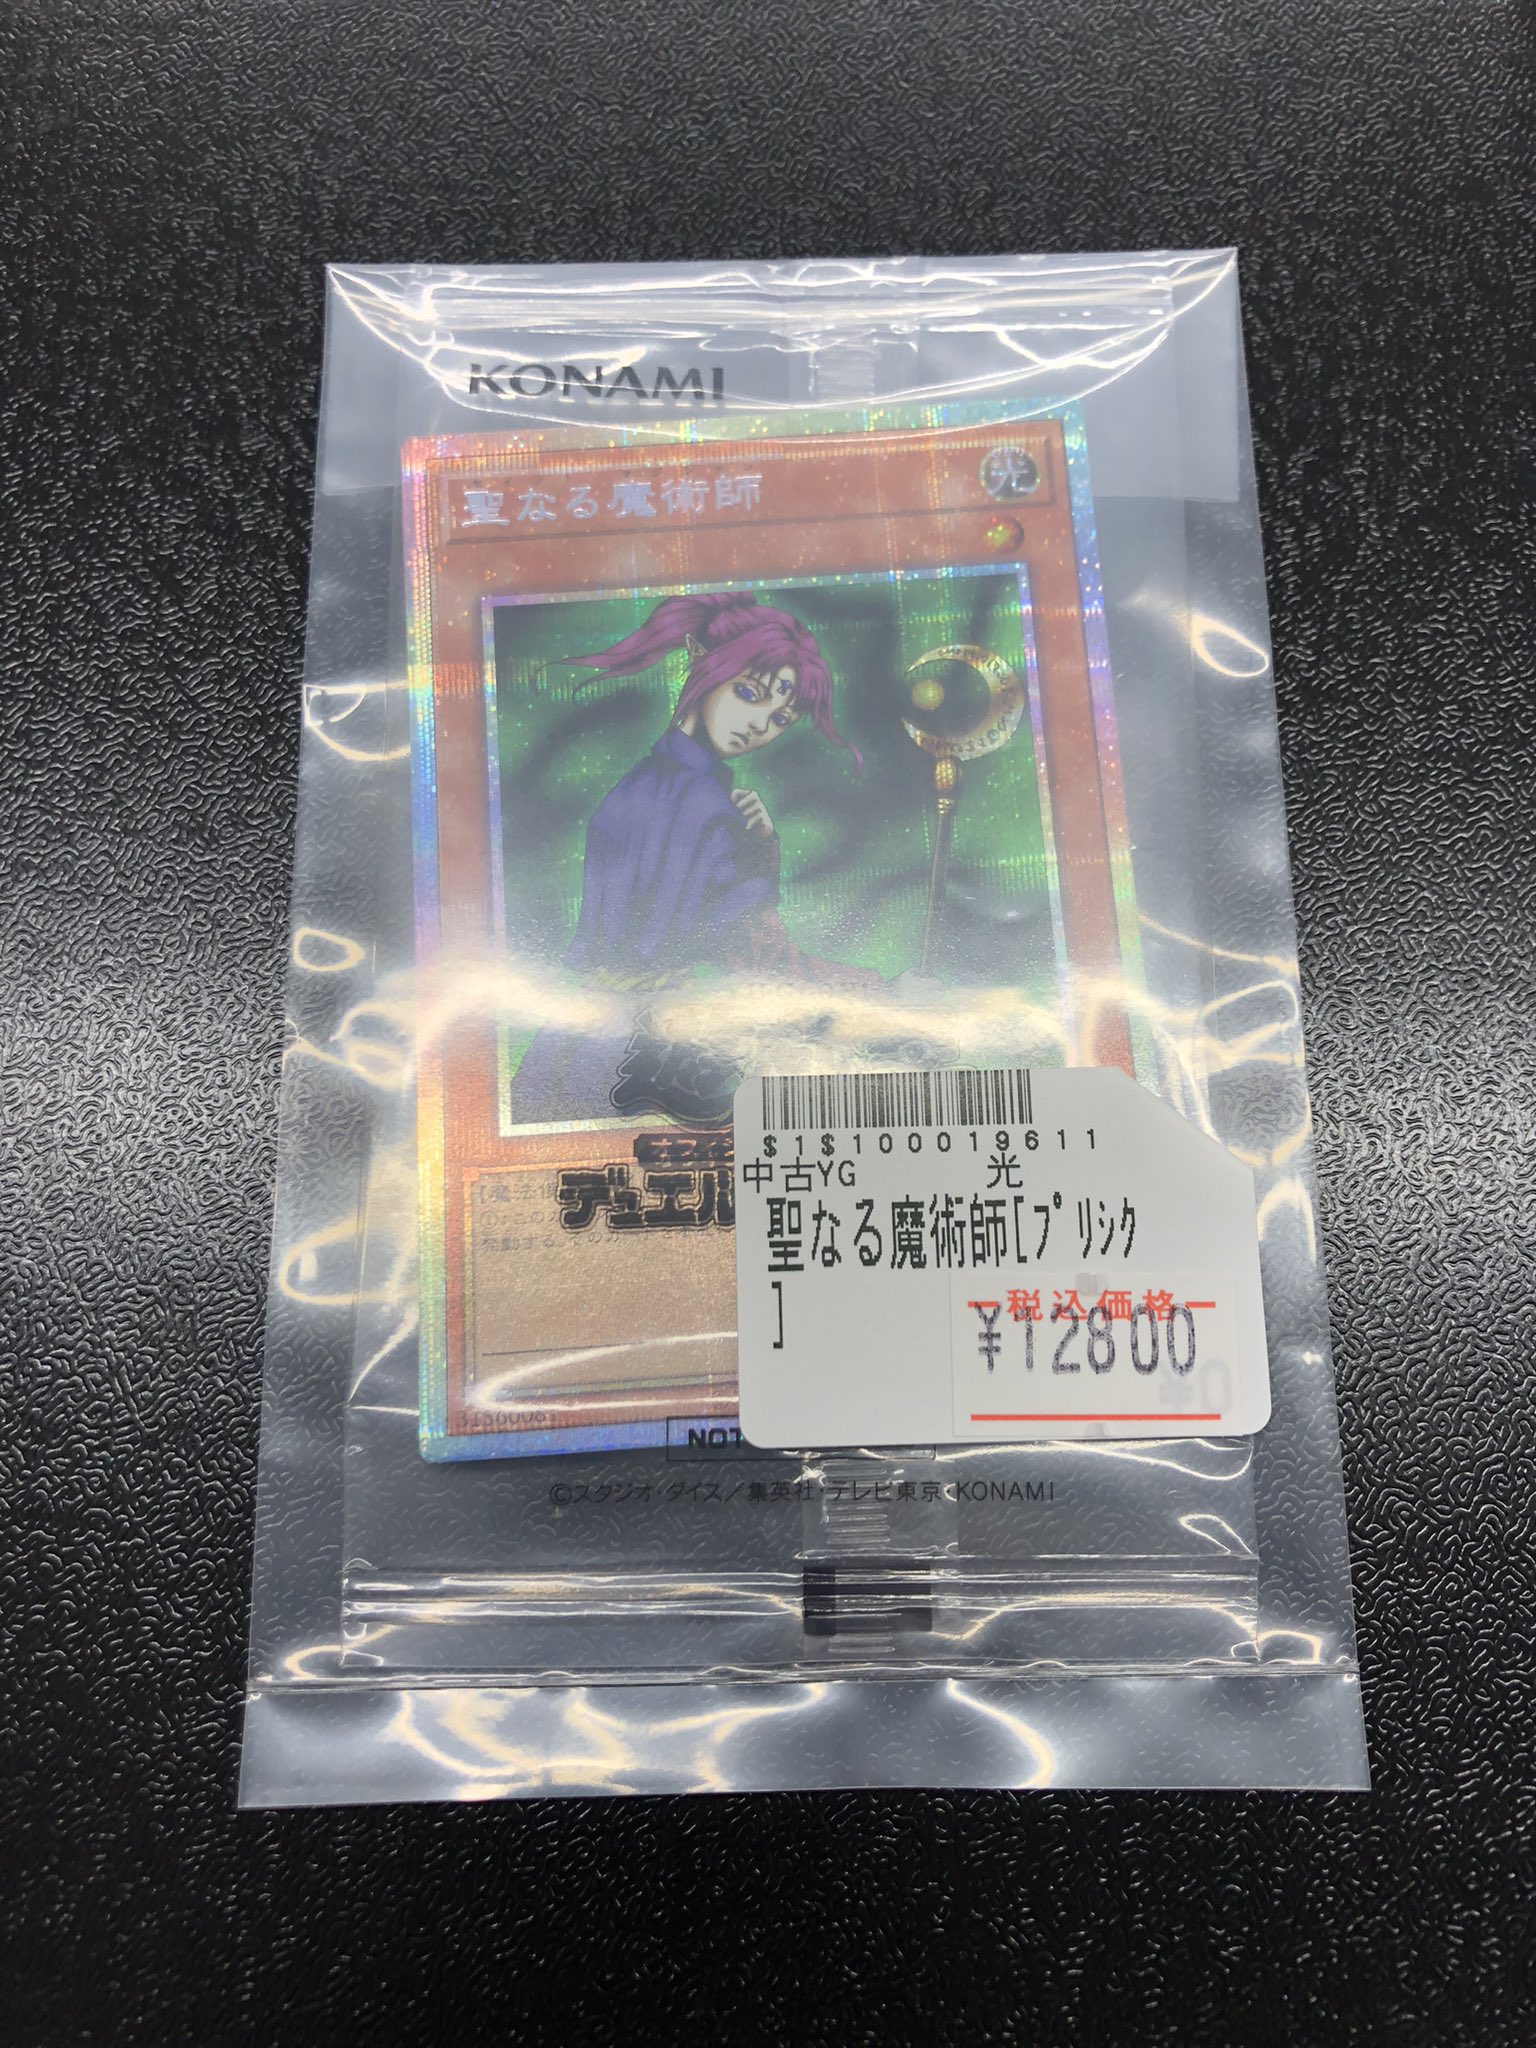 KONAMI
聖なる魔術師
光
デュエル
$1$100019611
中古YG 光
聖なる魔術師[プリシク
]
税込価格
¥12800
31560081
NOT
©スタジオ・ダイス/集英社・テレビ東京・KONAMI